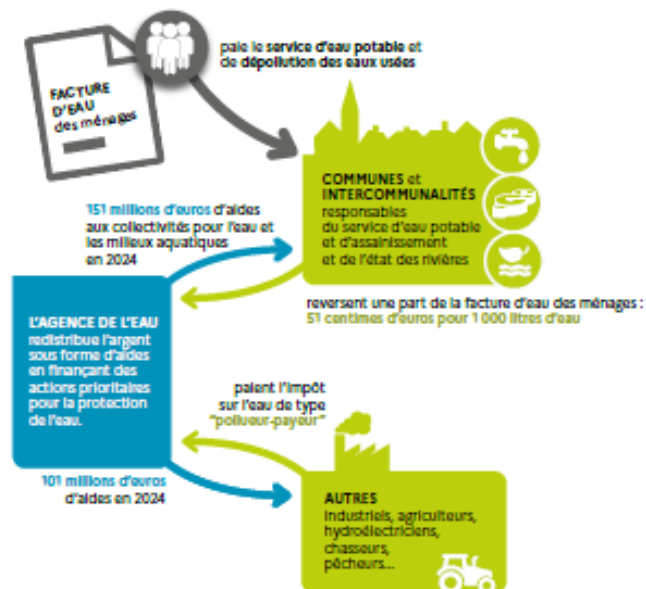 FACTURE
D'EAU
des ménages
paie le service d'eau potable et
de dépollution des eaux usées
COMMUNES et
INTERCOMMUNALITÉS
responsables
du service d'eau potable
et d'assainissement
et de l'état des rivières
151 millions d'euros d'aides
aux collectivités pour l'eau et
les milieux aquatiques
en 2024
reversent une part de la facture d'eau des ménages :
51 centimes d'euros pour 1 000 litres d'eau
L'AGENCE DE L'EAU
redistribue l'argent
sous forme d'aides
en finançant des
actions prioritaires
pour la protection
de l'eau.
paient l'impôt
sur l'eau de type
"pollueur-payeur"
101 millions d'euros
d'aides en 2024
AUTRES
industriels, agriculteurs,
hydroélectriciens,
chasseurs,
pêcheurs...